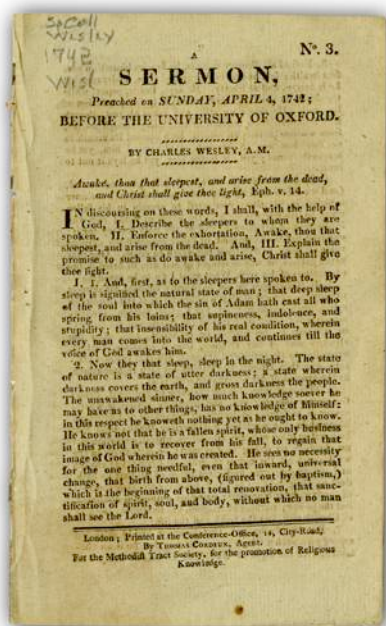 SpColl
Wesley
1742
Wesl
No. 3.
A
SERMON,
Preached on SUNDAY, APRIL 4, 1742;
BEFORE THE UNIVERSITY OF OXFORD.
BY CHARLES WESLEY, A.M.
Awake, thou that sleepest, and arise from the dead,
and Christ shall give thee light, Eph. v. 14.
IN discoursing on these words, I shall, with the help of
God, I. Describe the sleepers to whom they are
spoken. II. Enforce the exhortation, Awake, thou that
sleepest, and arise from the dead. And, III. Explain the
promise to such as do awake and arise, Christ shall give
thee light.
I. 1. And, first, as to the sleepers here spoken to. By
sleep is signified the natural state of man; that deep sleep
of the soul into which the sin of Adam hath cast all who
spring from his loins; that supineness, indolence, and
stupidity; that insensibility of his real condition, wherein
every man comes into the world, and continues till the
voice of God awakes him.
2. Now they that sleep, sleep in the night. The state
of nature is a state of utter darkness; a state wherein
darkness covers the earth, and gross darkness the people.
The unawakened sinner, how much knowledge soever he
may have as to other things, has no knowledge of himself:
in this respect he knoweth nothing yet as he ought to know.
He knows not that he is a fallen spirit, whose only business
in this world is to recover from his fall, to regain that
image of God wherein he was created. He sees no necessity
for the one thing needful, even that inward, universal
change, that birth from above, (figured out by baptism,)
which is the beginning of that total renovation, that sanc-
tification of spirit, soul, and body, without which no man
shall see the Lord.
London; Printed at the Conference-Office, 14, City-Road,
By THOMAS CORDEUX, Agent.
For the Methodist Tract Society, for the promotion of Religious
Knowledge.